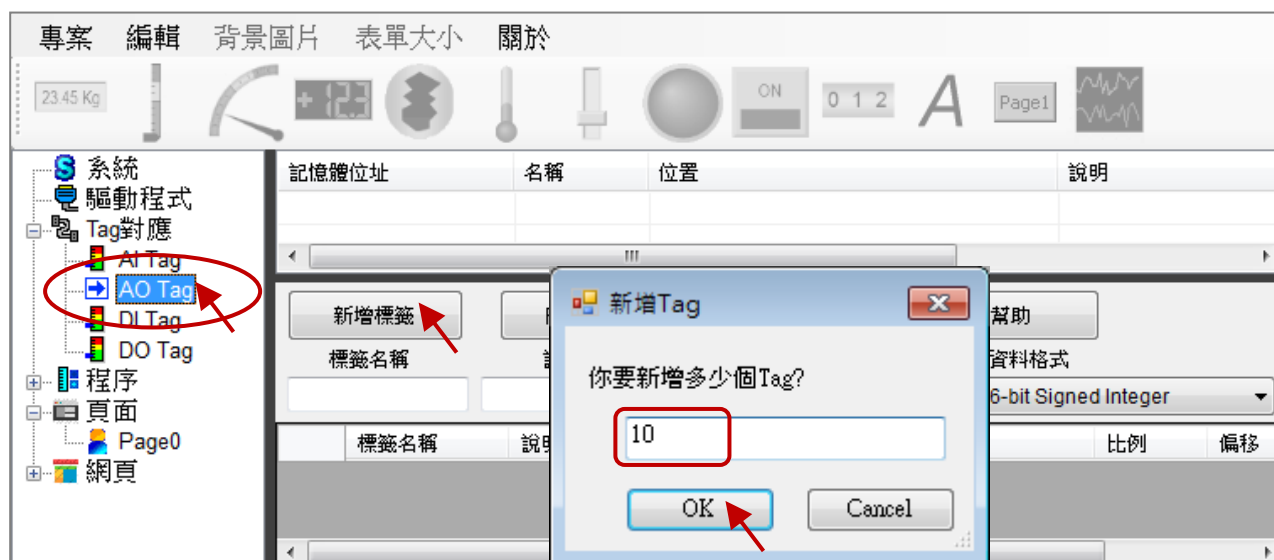 專案 編輯 背景圖片 表單大小 關於
23.45 Kg +12.3 ON 0 1 2 A Page1
系統
驅動程式
Tag對應
AI Tag
AO Tag
DI Tag
DO Tag
程序
頁面
Page0
網頁
記憶體位址 名稱 位置 說明
新增標籤 幫助
標籤名稱 資料格式
6-bit Signed Integer
標籤名稱 比例 偏移
新增Tag
你要新增多少個Tag?
10
OK Cancel